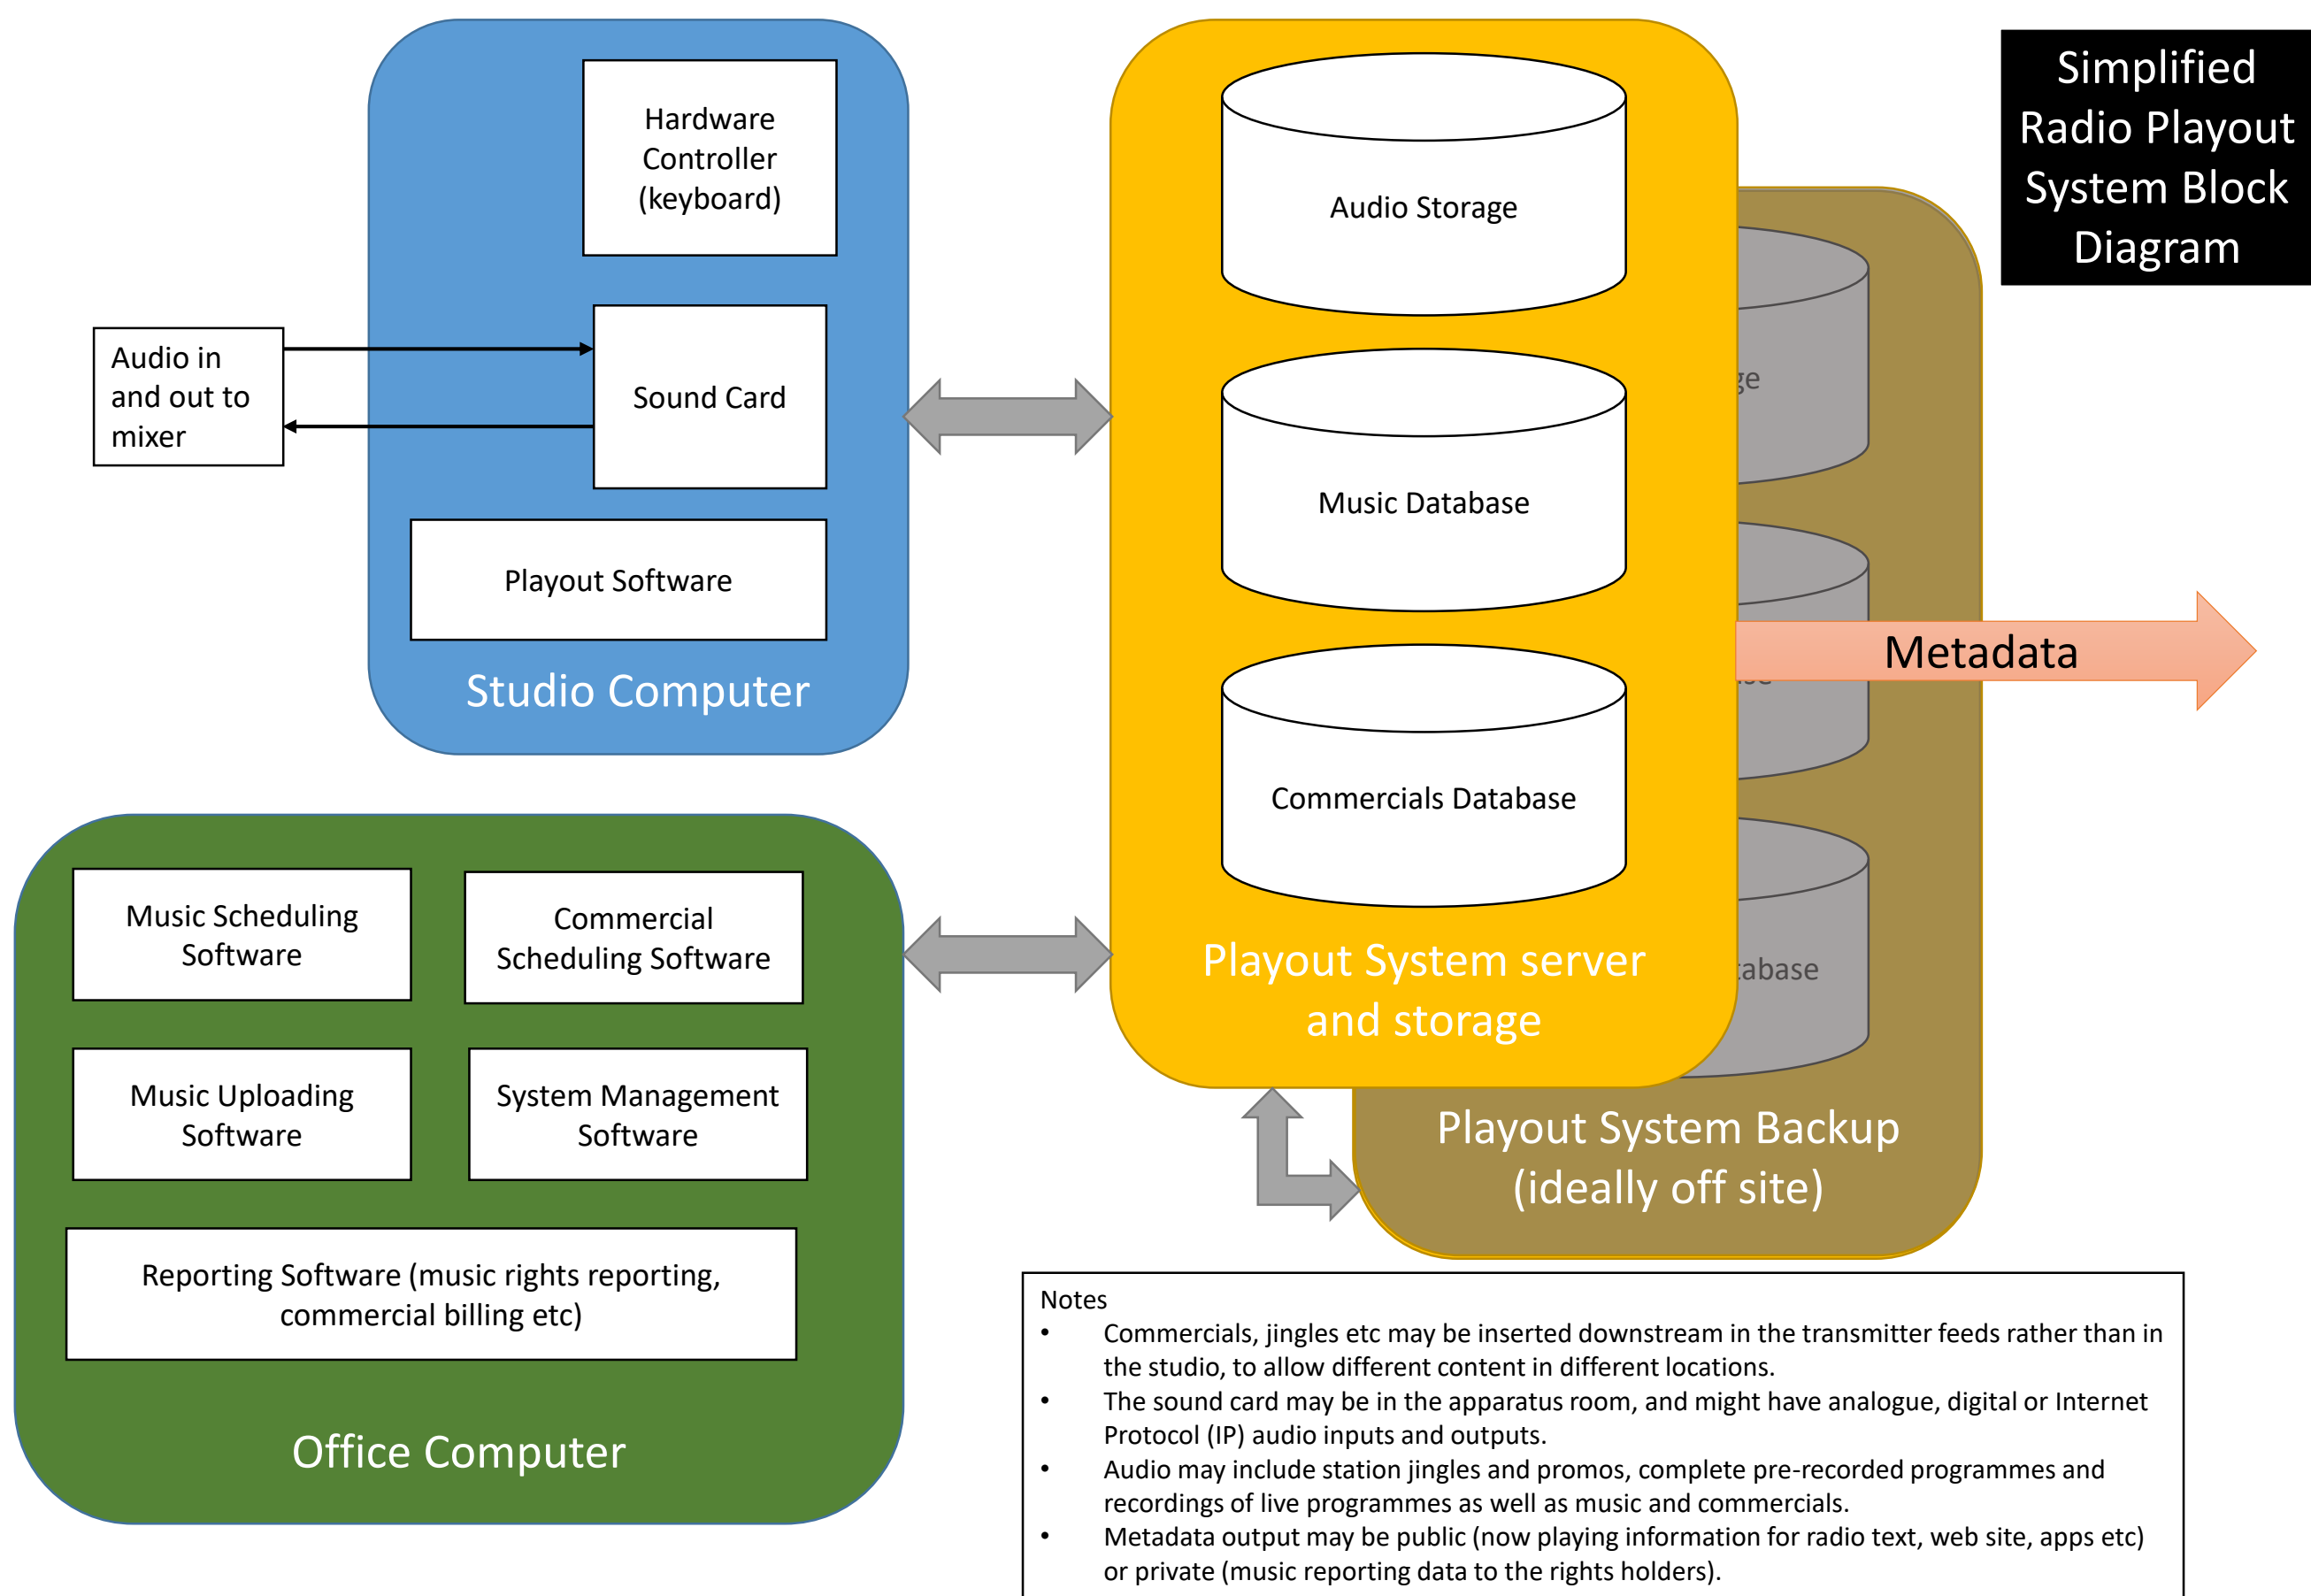 Simplified
Radio Playout
System Block
Diagram
Hardware
Controller
(keyboard)
Audio in
and out to
mixer
Sound Card
Playout Software
Studio Computer
Audio Storage
Music Database
Commercials Database
Playout System server
and storage
Metadata
Playout System Backup
(ideally off site)
Music Scheduling
Software
Commercial
Scheduling Software
Music Uploading
Software
System Management
Software
Reporting Software (music rights reporting,
commercial billing etc)
Office Computer
Notes
• Commercials, jingles etc may be inserted downstream in the transmitter feeds rather than in
the studio, to allow different content in different locations.
• The sound card may be in the apparatus room, and might have analogue, digital or Internet
Protocol (IP) audio inputs and outputs.
• Audio may include station jingles and promos, complete pre-recorded programmes and
recordings of live programmes as well as music and commercials.
• Metadata output may be public (now playing information for radio text, web site, apps etc)
or private (music reporting data to the rights holders).